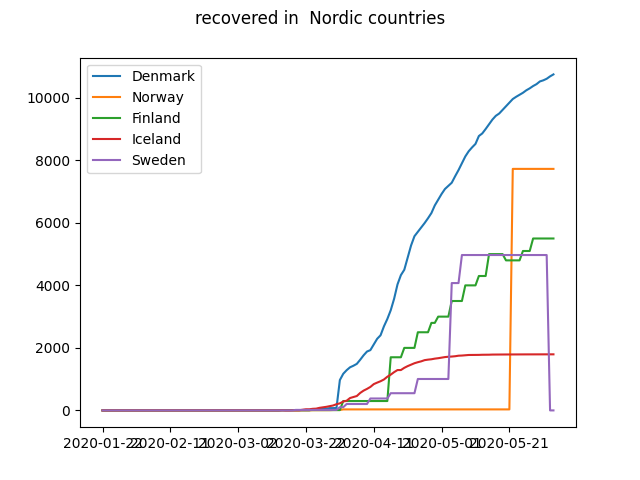 recovered in  Nordic countries
Denmark
Norway
Finland
Iceland
Sweden
10000
8000
6000
4000
2000
0
2020-01-22 2020-02-11 2020-03-02 2020-03-22 2020-04-11 2020-05-01 2020-05-21